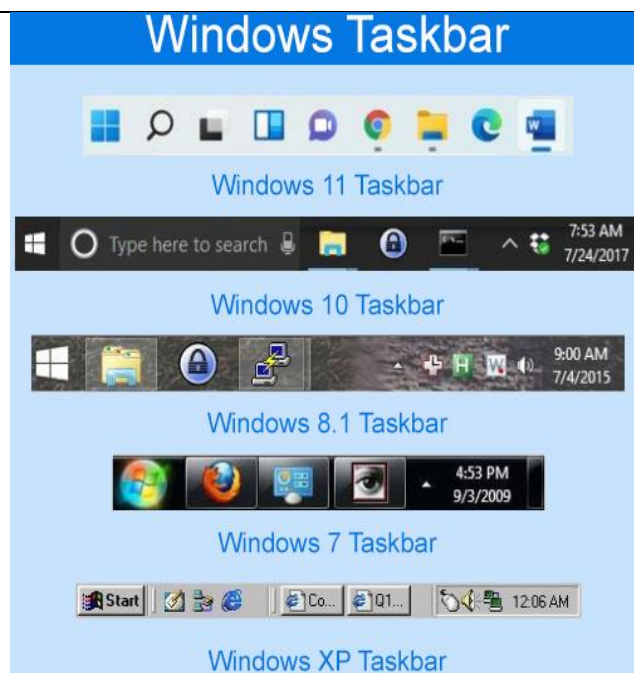 Windows Taskbar
Windows 11 Taskbar
Type here to search
7:53 AM
7/24/2017
Windows 10 Taskbar
H W
9:00 AM
7/4/2015
Windows 8.1 Taskbar
4:53 PM
9/3/2009
Windows 7 Taskbar
Start Co... Q1... 12:06 AM
Windows XP Taskbar